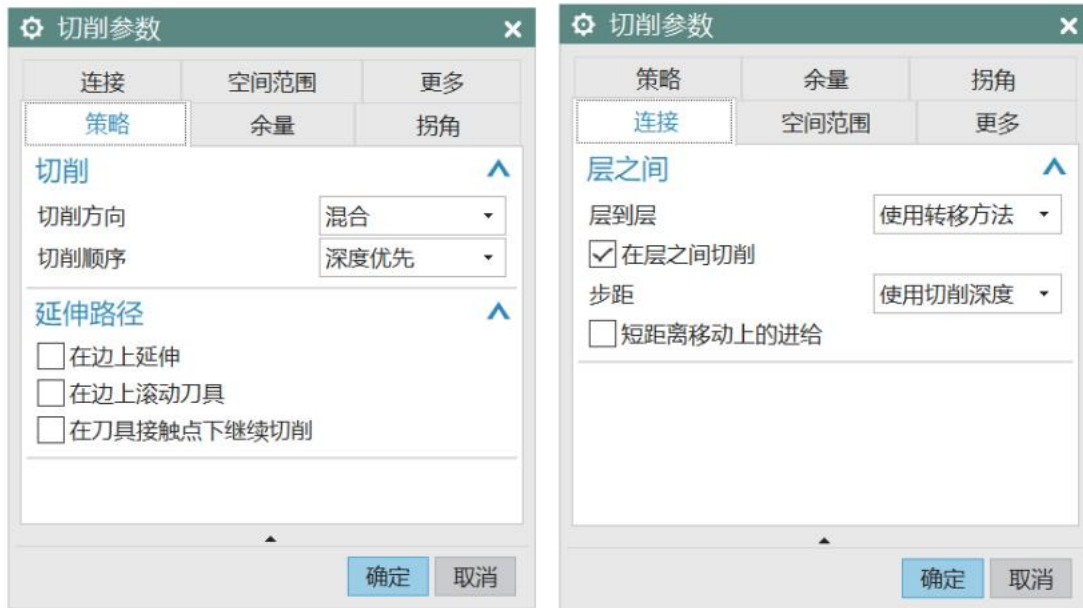 切削参数
连接 空间范围 更多
策略 余量 拐角
切削
切削方向 混合
切削顺序 深度优先
延伸路径
在边上延伸
在边上滚动刀具
在刀具接触点下继续切削
确定 取消
切削参数
策略 余量 拐角
连接 空间范围 更多
层之间
层到层 使用转移方法
在层之间切削
步距 使用切削深度
短距离移动上的进给
确定 取消